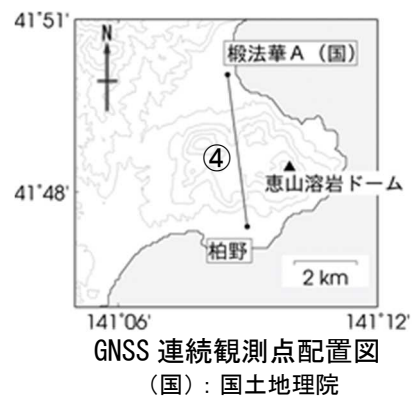 41°51'
N
椴法華A（国）
④
41°48'
恵山溶岩ドーム
柏野
2 km
141°06'
141°12'
GNSS 連続観測点配置図
（国）：国土地理院